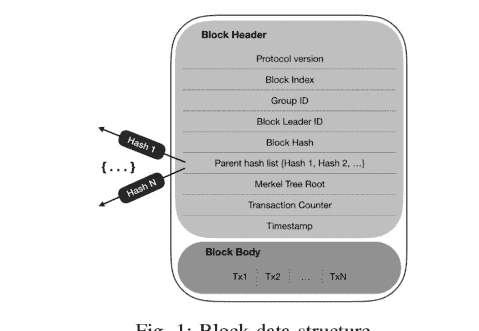 Block Header
Protocol version
Block Index
Group ID
Block Leader ID
Block Hash
Hash 1
{...}
Parent hash list {Hash 1, Hash 2, ...}
Hash N
Merkel Tree Root
Transaction Counter
Timestamp
Block Body
Tx1 Tx2 ... TxN
Fig. 1: Block data structure